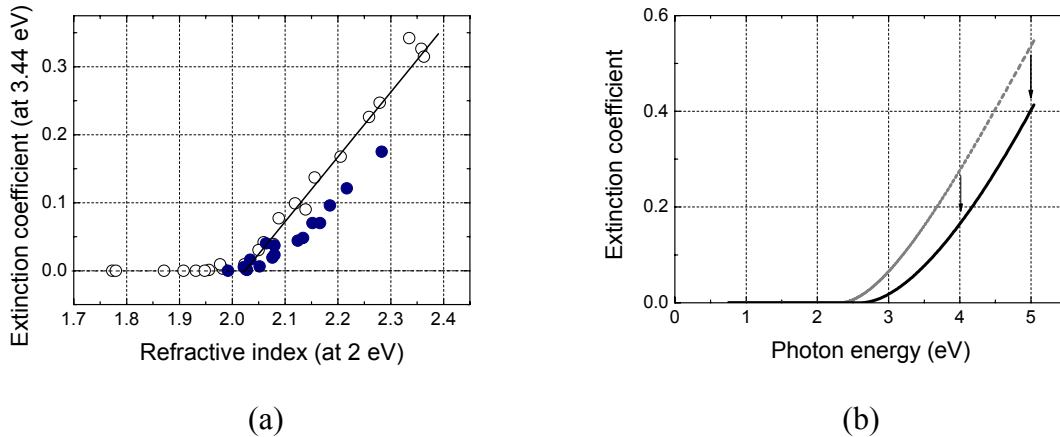 Extinction coefficient (at 3.44 eV)
0.3
0.2
0.1
0.0
1.7 1.8 1.9 2.0 2.1 2.2 2.3 2.4
Refractive index (at 2 eV)
(a)
Extinction coefficient
0.6
0.4
0.2
0.0
0 1 2 3 4 5
Photon energy (eV)
(b)